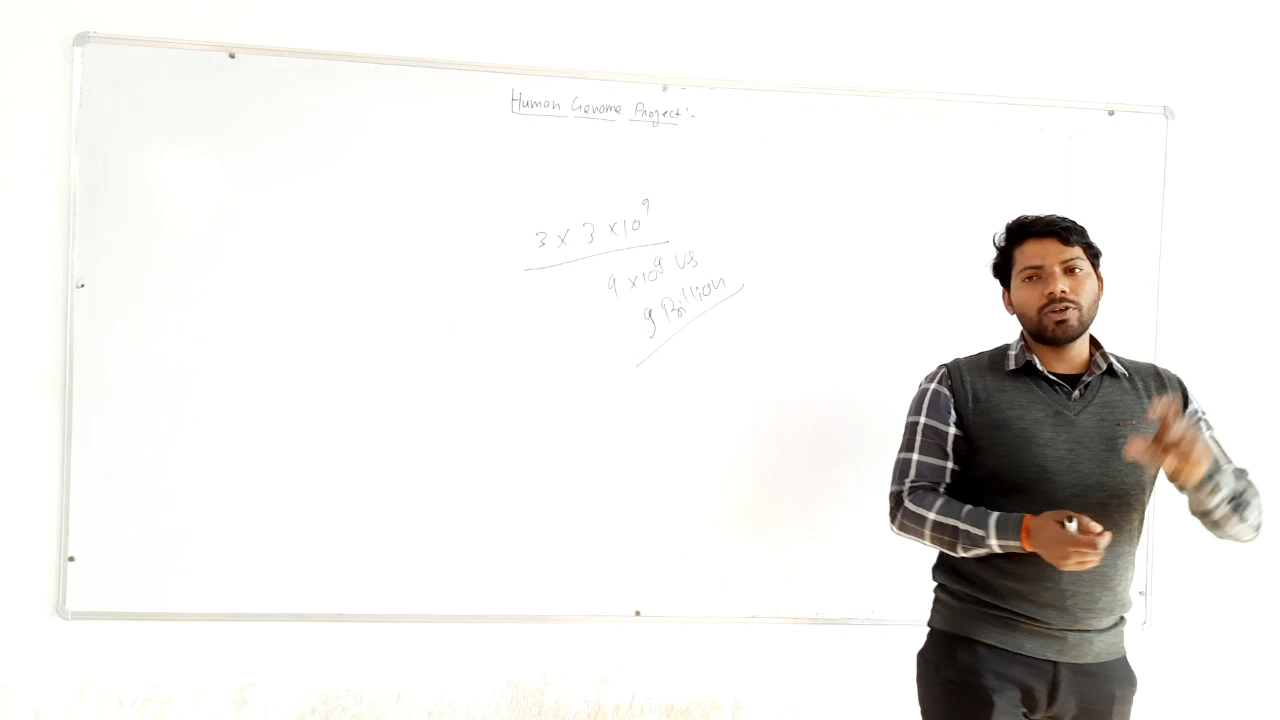 Human Genome Project:-
3 x 3 x10⁹
9 x10⁹ us
9 Billion